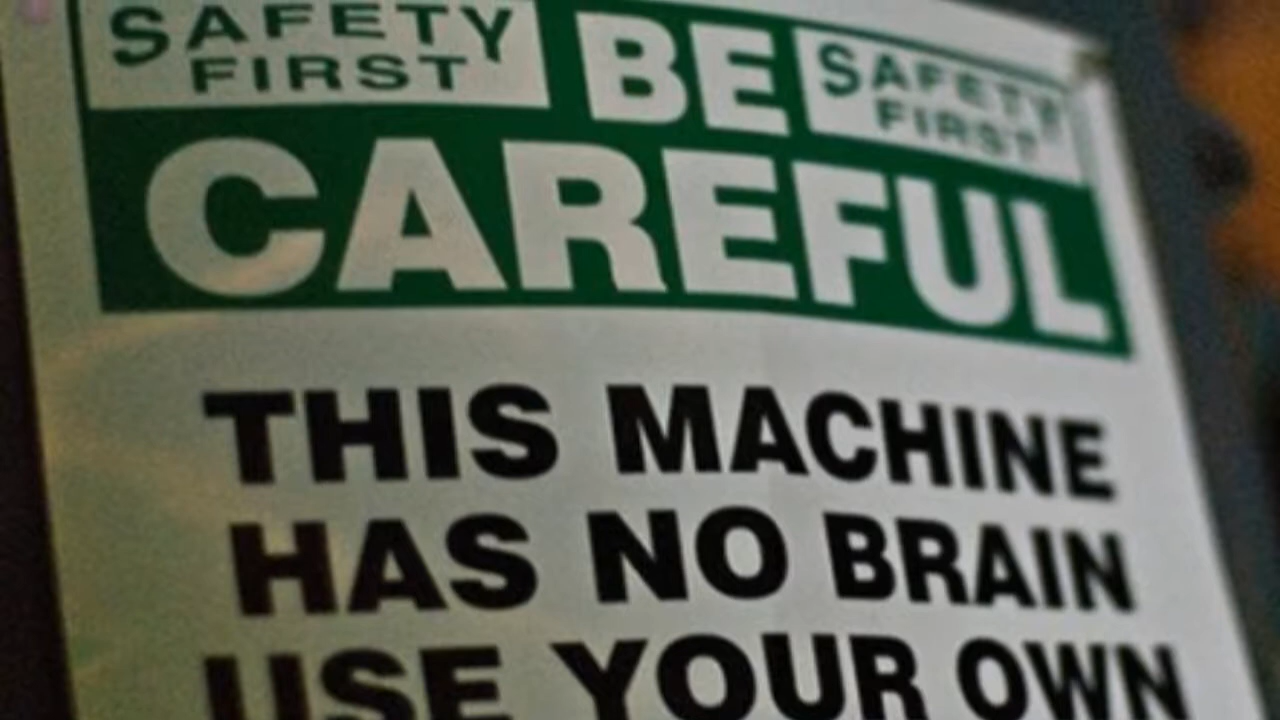 SAFETY FIRST BE SAFETY FIRST
CAREFUL
THIS MACHINE
HAS NO BRAIN
USE YOUR OWN